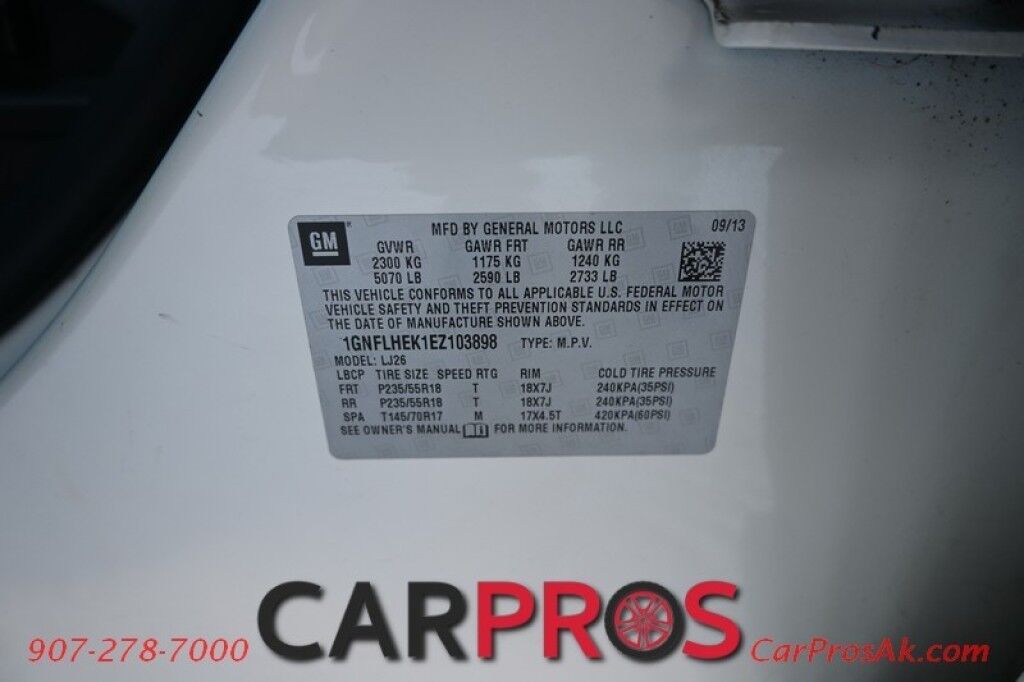 GM
MFD BY GENERAL MOTORS LLC 09/13
GVWR GAWR FRT GAWR RR
2300 KG 1175 KG 1240 KG
5070 LB 2590 LB 2733 LB
THIS VEHICLE CONFORMS TO ALL APPLICABLE U.S. FEDERAL MOTOR
VEHICLE SAFETY AND THEFT PREVENTION STANDARDS IN EFFECT ON
THE DATE OF MANUFACTURE SHOWN ABOVE.
1GNFLHEK1EZ103898 TYPE: M.P.V.
MODEL: LJ26
LBCP TIRE SIZE SPEED RTG RIM COLD TIRE PRESSURE
FRT P235/55R18 T 18X7J 240KPA(35PSI)
RR P235/55R18 T 18X7J 240KPA(35PSI)
SPA T145/70R17 M 17X4.5T 420KPA(60PSI)
SEE OWNER'S MANUAL FOR MORE INFORMATION.
CARPROS
907-278-7000 CarProsAk.com